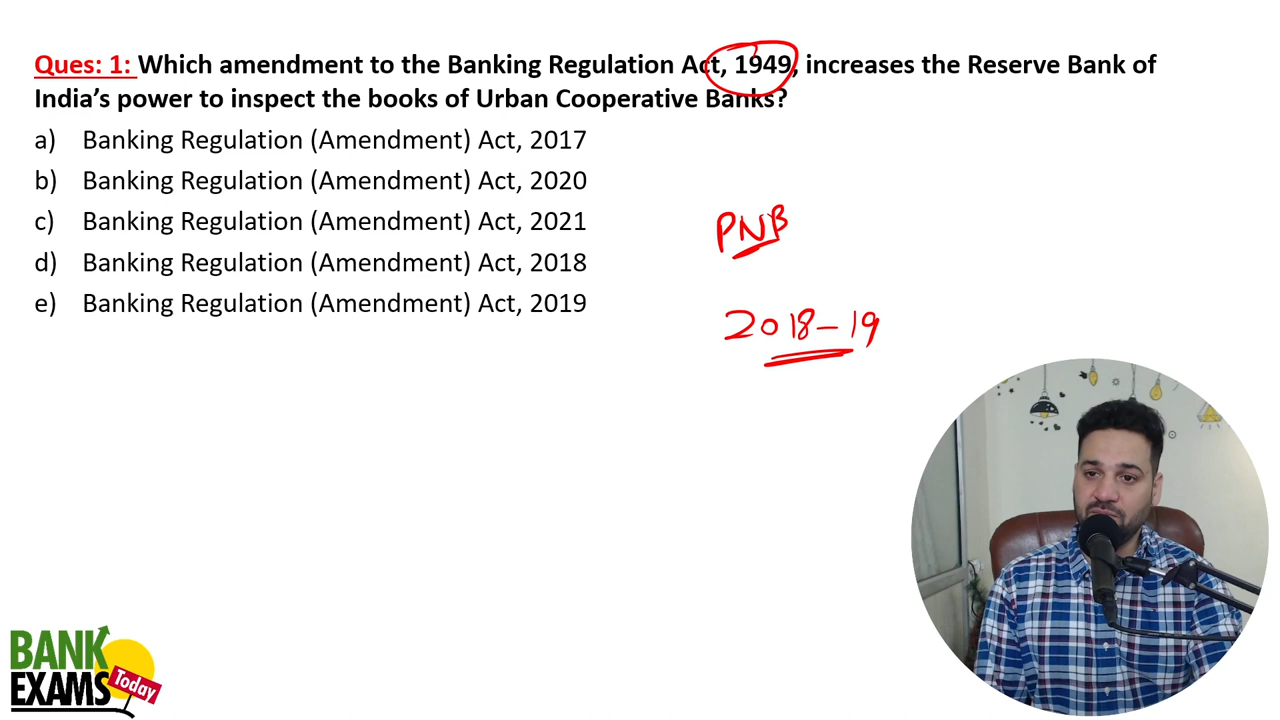 Ques: 1: Which amendment to the Banking Regulation Act, 1949, increases the Reserve Bank of
India’s power to inspect the books of Urban Cooperative Banks?
a) Banking Regulation (Amendment) Act, 2017
b) Banking Regulation (Amendment) Act, 2020
c) Banking Regulation (Amendment) Act, 2021
d) Banking Regulation (Amendment) Act, 2018
e) Banking Regulation (Amendment) Act, 2019
PNB
2018-19
BANK
EXAMS
Today